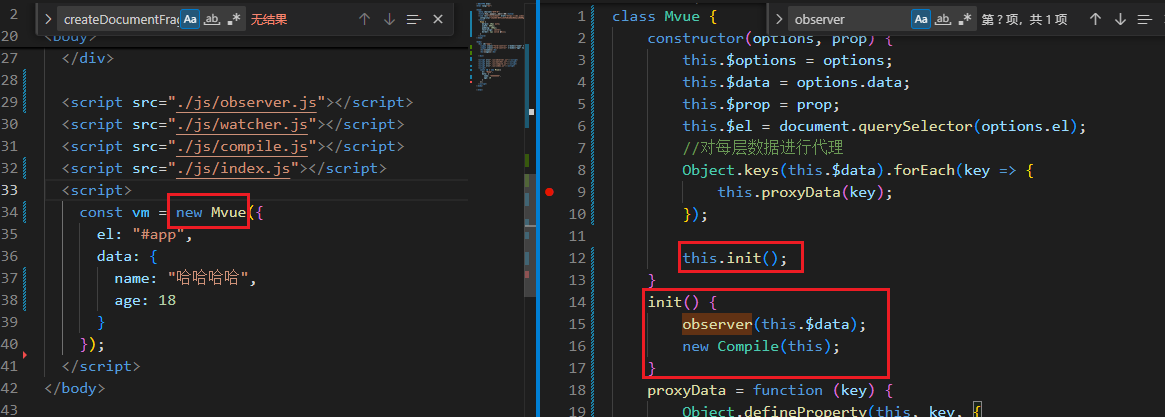 createDocumentFrag Aa ab .* 无结果
2
20 <body>
27 </div>
28
29 <script src="./js/observer.js"></script>
30 <script src="./js/watcher.js"></script>
31 <script src="./js/compile.js"></script>
32 <script src="./js/index.js"></script>
33 <script>
34 const vm = new Mvue({
35 el: "#app",
36 data: {
37 name: "哈哈哈哈",
38 age: 18
39 }
40 });
41 </script>
42 </body>
43
observer Aa ab .* 第?项,共1项
1 class Mvue {
2 constructor(options, prop) {
3 this.$options = options;
4 this.$data = options.data;
5 this.$prop = prop;
6 this.$el = document.querySelector(options.el);
7 //对每层数据进行代理
8 Object.keys(this.$data).forEach(key => {
9 this.proxyData(key);
10 });
11
12 this.init();
13 }
14 init() {
15 observer(this.$data);
16 new Compile(this);
17 }
18 proxyData = function (key) {
19 Object.defineProperty(this, key, {